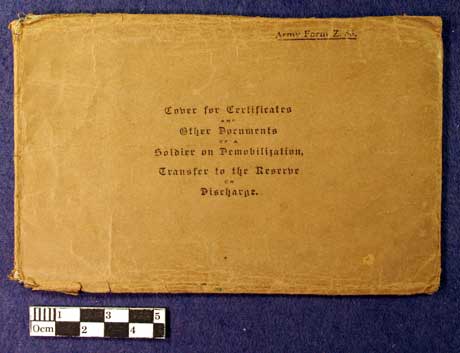 Army Form Z.
Cover for Certificates
AND
Other Documents
OF A
Soldier on Demobilization,
Transfer to the Reserve
OR
Discharge.
1 3 5
0cm 2 4